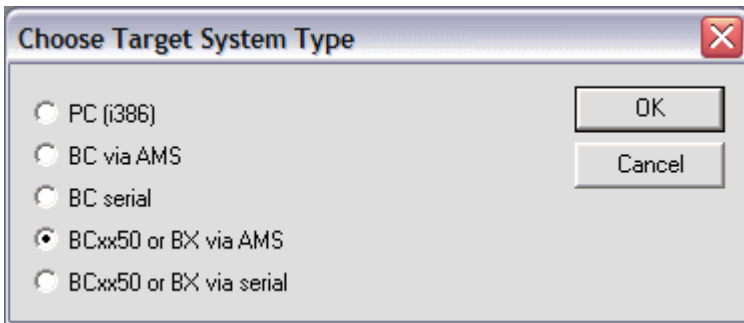 Choose Target System Type
PC (i386)
OK
BC via AMS
Cancel
BC serial
BCxx50 or BX via AMS
BCxx50 or BX via serial